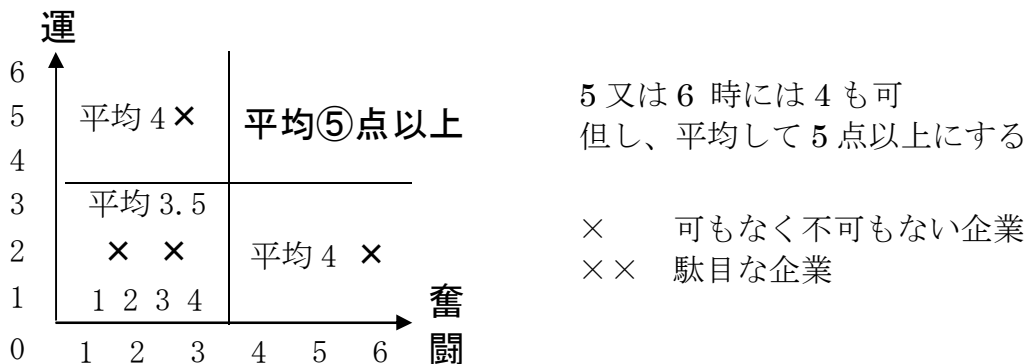 運
6
5
4
3
2
1
0
平均 4 ×
平均⑤点以上
平均 3.5
× ×
1 2 3 4
平均 4 ×
1 2 3 4 5 6
奮
闘
5 又は 6 時には 4 も可
但し、平均して 5 点以上にする
× 可もなく不可もない企業
×× 駄目な企業